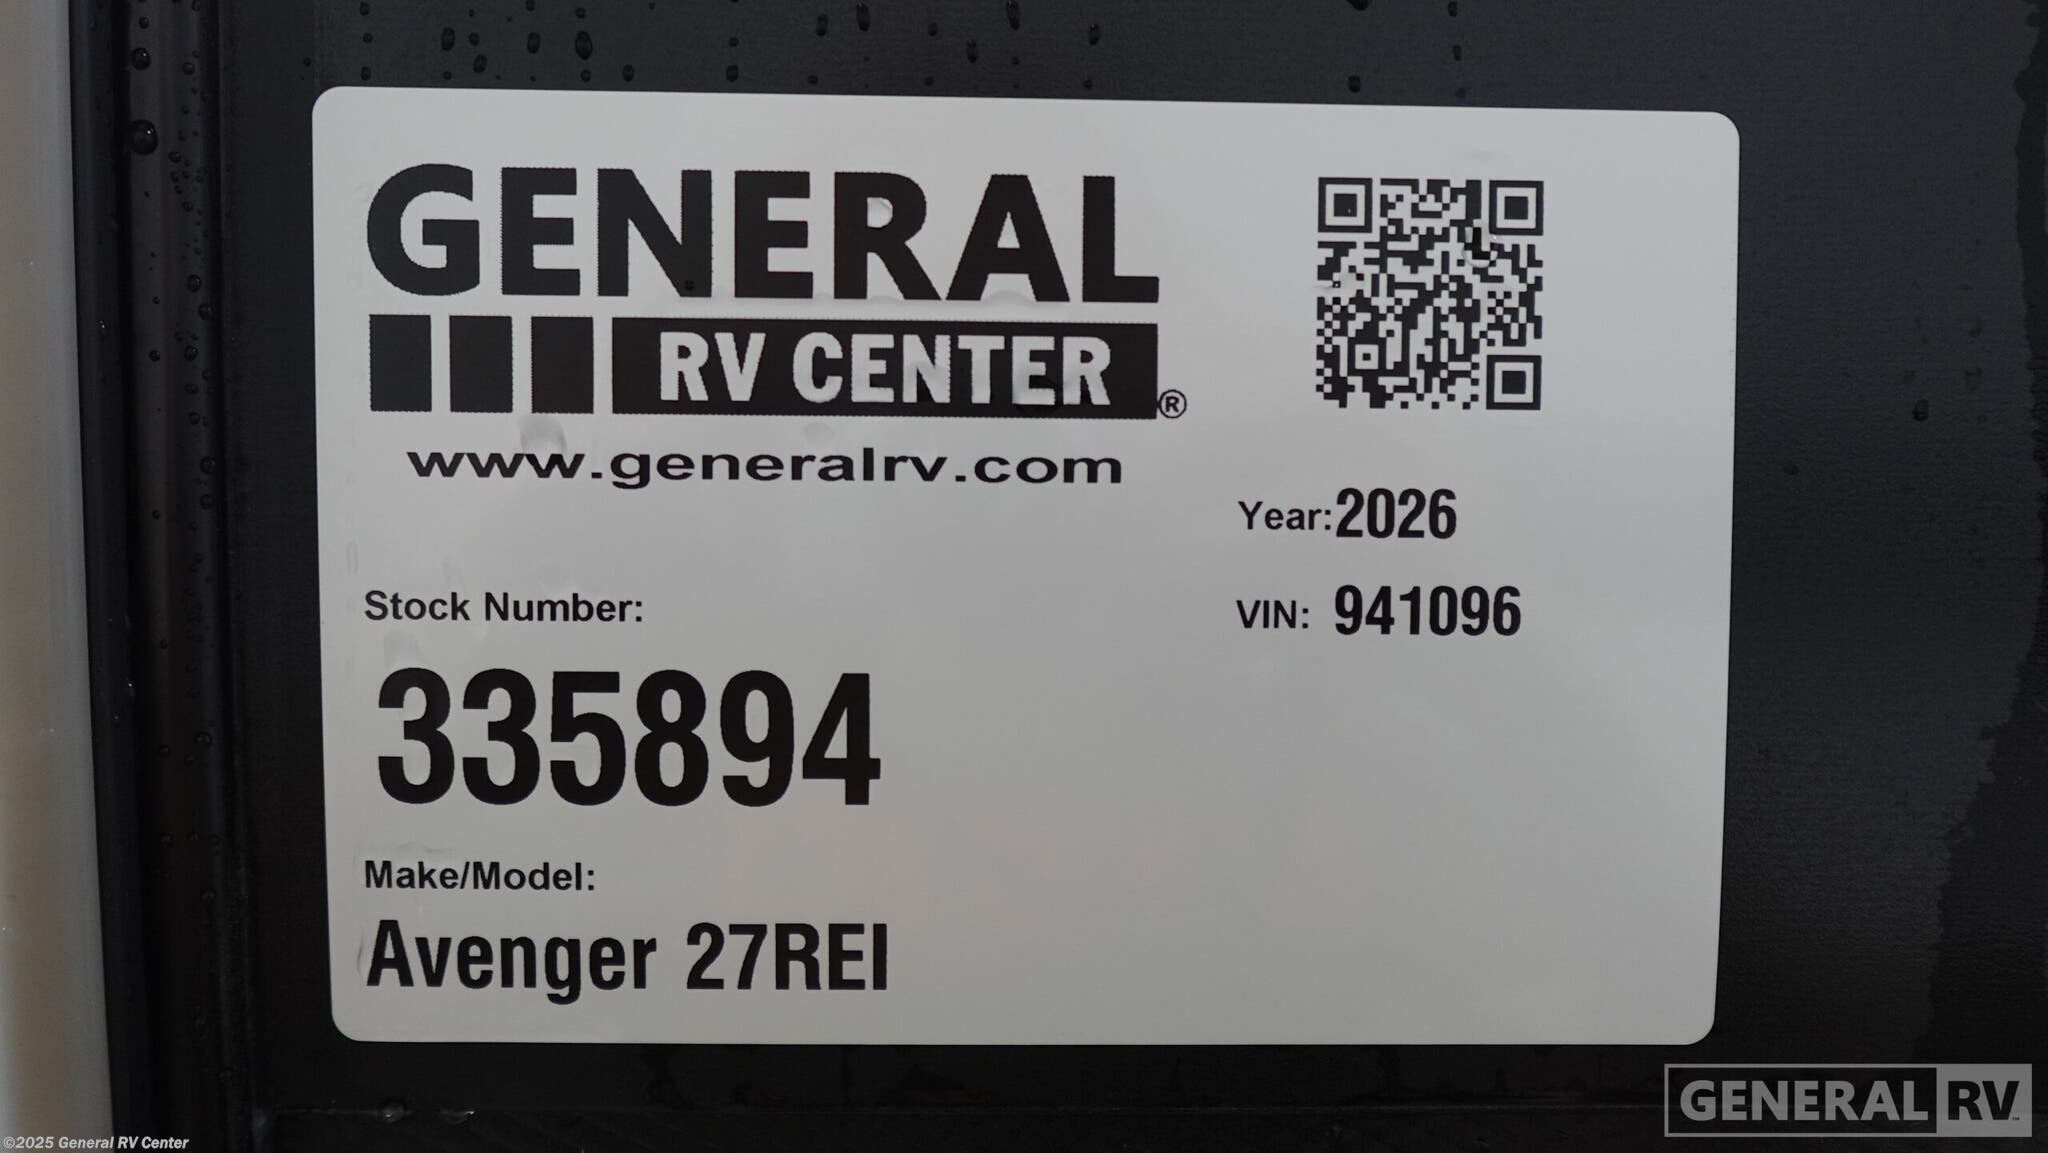 GENERAL
RV CENTER®
www.generalrv.com
Year: 2026
VIN: 941096
Stock Number:
335894
Make/Model:
Avenger 27REI
GENERAL RV™
©2025 General RV Center